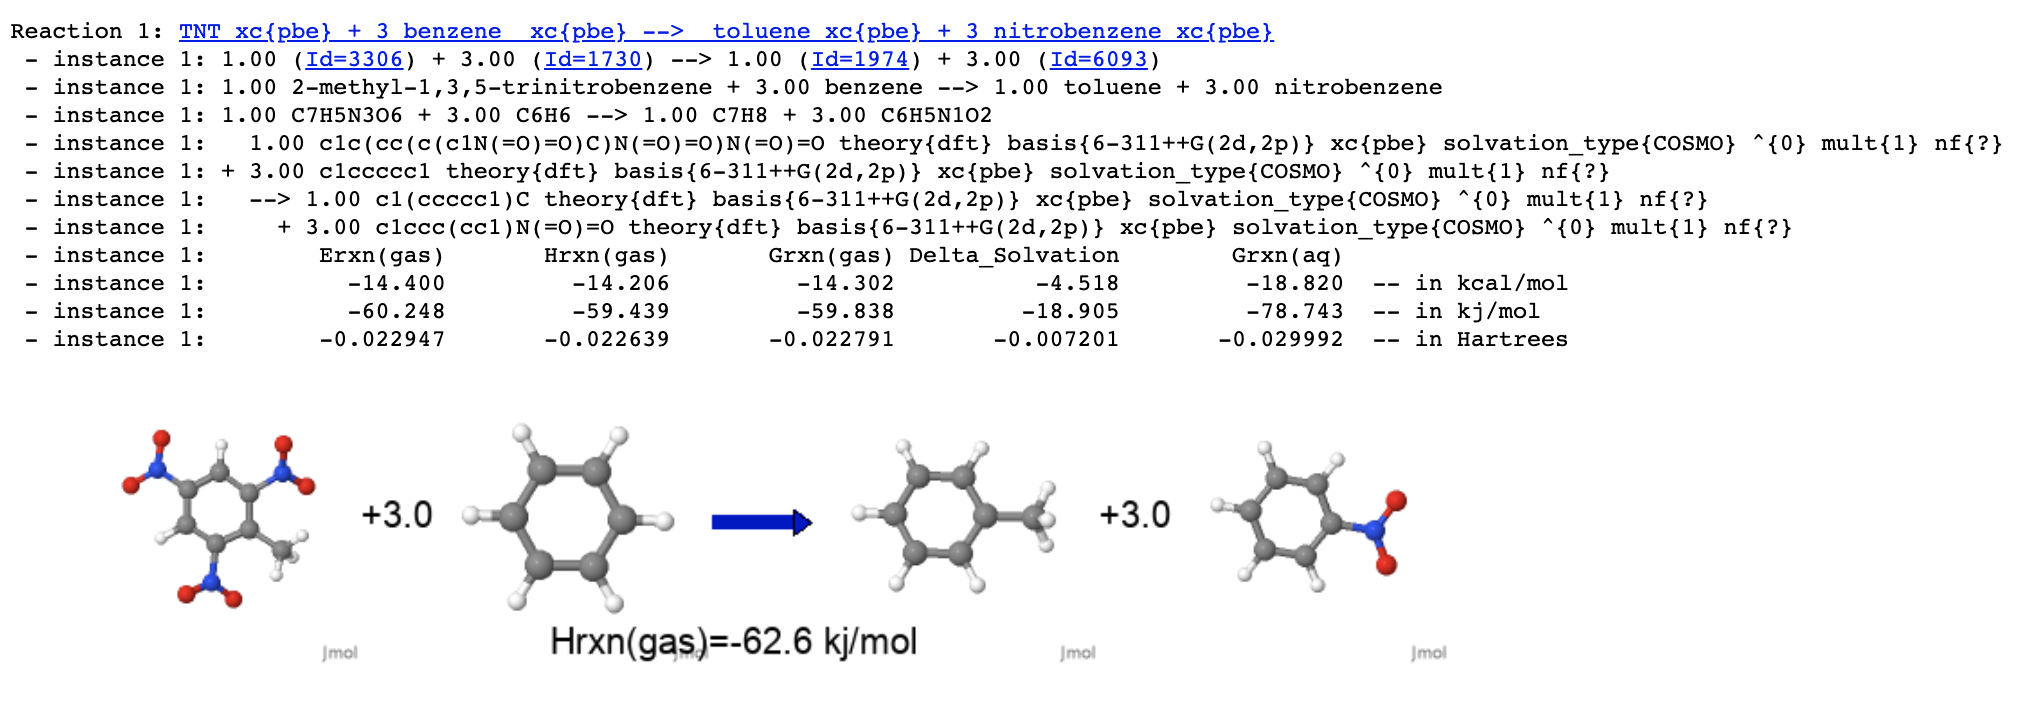 Reaction 1: TNT xc{pbe} + 3 benzene  xc{pbe} -->  toluene xc{pbe} + 3 nitrobenzene xc{pbe}
 - instance 1: 1.00 (Id=3306) + 3.00 (Id=1730) --> 1.00 (Id=1974) + 3.00 (Id=6093)
 - instance 1: 1.00 2-methyl-1,3,5-trinitrobenzene + 3.00 benzene --> 1.00 toluene + 3.00 nitrobenzene
 - instance 1: 1.00 C7H5N3O6 + 3.00 C6H6 --> 1.00 C7H8 + 3.00 C6H5N1O2
 - instance 1:   1.00 c1c(cc(c(c1N(=O)=O)C)N(=O)=O)N(=O)=O theory{dft} basis{6-311++G(2d,2p)} xc{pbe} solvation_type{COSMO} ^{0} mult{1} nf{?}
 - instance 1: + 3.00 c1ccccc1 theory{dft} basis{6-311++G(2d,2p)} xc{pbe} solvation_type{COSMO} ^{0} mult{1} nf{?}
 - instance 1:   --> 1.00 c1(ccccc1)C theory{dft} basis{6-311++G(2d,2p)} xc{pbe} solvation_type{COSMO} ^{0} mult{1} nf{?}
 - instance 1:     + 3.00 c1ccc(cc1)N(=O)=O theory{dft} basis{6-311++G(2d,2p)} xc{pbe} solvation_type{COSMO} ^{0} mult{1} nf{?}
 - instance 1:        Erxn(gas)       Hrxn(gas)       Grxn(gas) Delta_Solvation        Grxn(aq)
 - instance 1:          -14.400         -14.206         -14.302          -4.518         -18.820  -- in kcal/mol
 - instance 1:          -60.248         -59.439         -59.838         -18.905         -78.743  -- in kj/mol
 - instance 1:        -0.022947       -0.022639       -0.022791       -0.007201       -0.029992  -- in Hartrees
+3.0 +3.0
Hrxn(gas)=-62.6 kj/mol
Jmol Jmol Jmol Jmol